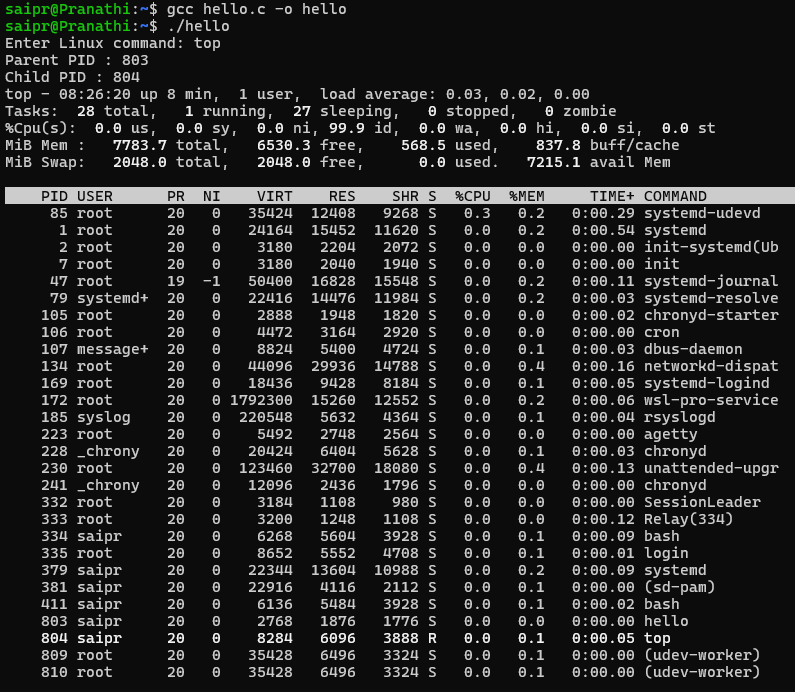 saipr@Pranathi:~$ gcc hello.c -o hello
saipr@Pranathi:~$ ./hello
Enter Linux command: top
Parent PID : 803
Child PID : 804
top - 08:26:20 up 8 min,  1 user,  load average: 0.03, 0.02, 0.00
Tasks:  28 total,   1 running,  27 sleeping,   0 stopped,   0 zombie
%Cpu(s):  0.0 us,  0.0 sy,  0.0 ni, 99.9 id,  0.0 wa,  0.0 hi,  0.0 si,  0.0 st
MiB Mem :   7783.7 total,   6530.3 free,    568.5 used,    837.8 buff/cache
MiB Swap:   2048.0 total,   2048.0 free,      0.0 used.   7215.1 avail Mem
    PID USER      PR  NI    VIRT    RES    SHR S  %CPU  %MEM     TIME+ COMMAND
     85 root      20   0   35424  12408   9268 S   0.3   0.2   0:00.29 systemd-udevd
      1 root      20   0   24164  15452  11620 S   0.0   0.2   0:00.54 systemd
      2 root      20   0    3180   2204   2072 S   0.0   0.0   0:00.00 init-systemd(Ub
      7 root      20   0    3180   2040   1940 S   0.0   0.0   0:00.00 init
     47 root      19  -1   50400  16828  15548 S   0.0   0.2   0:00.11 systemd-journal
     79 systemd+  20   0   22416  14476  11984 S   0.0   0.2   0:00.03 systemd-resolve
    105 root      20   0    2888   1948   1820 S   0.0   0.0   0:00.02 chronyd-starter
    106 root      20   0    4472   3164   2920 S   0.0   0.0   0:00.00 cron
    107 message+  20   0    8824   5400   4724 S   0.0   0.1   0:00.03 dbus-daemon
    134 root      20   0   44096  29936  14788 S   0.0   0.4   0:00.16 networkd-dispat
    169 root      20   0   18436   9428   8184 S   0.0   0.1   0:00.05 systemd-logind
    172 root      20   0 1792300  15260  12552 S   0.0   0.2   0:00.06 wsl-pro-service
    185 syslog    20   0  220548   5632   4364 S   0.0   0.1   0:00.04 rsyslogd
    223 root      20   0    5492   2748   2564 S   0.0   0.0   0:00.00 agetty
    228 _chrony   20   0   20424   6404   5628 S   0.0   0.1   0:00.03 chronyd
    230 root      20   0  123460  32700  18080 S   0.0   0.4   0:00.13 unattended-upgr
    241 _chrony   20   0   12096   2436   1796 S   0.0   0.0   0:00.00 chronyd
    332 root      20   0    3184   1108    980 S   0.0   0.0   0:00.00 SessionLeader
    333 root      20   0    3200   1248   1108 S   0.0   0.0   0:00.12 Relay(334)
    334 saipr     20   0    6268   5604   3928 S   0.0   0.1   0:00.09 bash
    335 root      20   0    8652   5552   4708 S   0.0   0.1   0:00.01 login
    379 saipr     20   0   22344  13604  10988 S   0.0   0.2   0:00.07 systemd
    381 saipr     20   0   22916   4116   2112 S   0.0   0.1   0:00.00 (sd-pam)
    411 saipr     20   0    6136   5484   3928 S   0.0   0.1   0:00.02 bash
    803 saipr     20   0    2768   1876   1776 S   0.0   0.0   0:00.00 hello
    804 saipr     20   0    8284   6096   3888 R   0.0   0.1   0:00.05 top
    809 root      20   0   35428   6496   3324 S   0.0   0.1   0:00.00 (udev-worker)
    810 root      20   0   35428   6496   3324 S   0.0   0.1   0:00.00 (udev-worker)